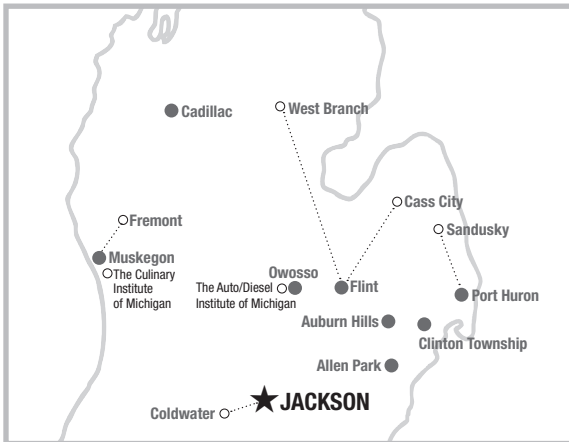 West Branch
Cadillac
Cass City
Fremont
Sandusky
Muskegon
The Culinary
Institute
of Michigan
Owosso
The Auto/Diesel
Institute of Michigan
Flint
Port Huron
Auburn Hills
Clinton Township
Allen Park
JACKSON
Coldwater